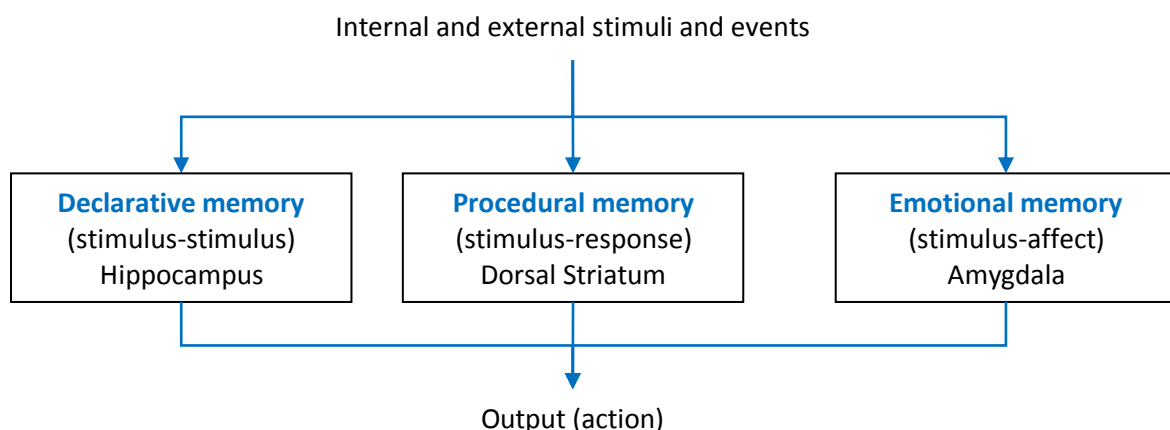 Internal and external stimuli and events
Declarative memory
(stimulus-stimulus)
Hippocampus
Procedural memory
(stimulus-response)
Dorsal Striatum
Emotional memory
(stimulus-affect)
Amygdala
Output (action)